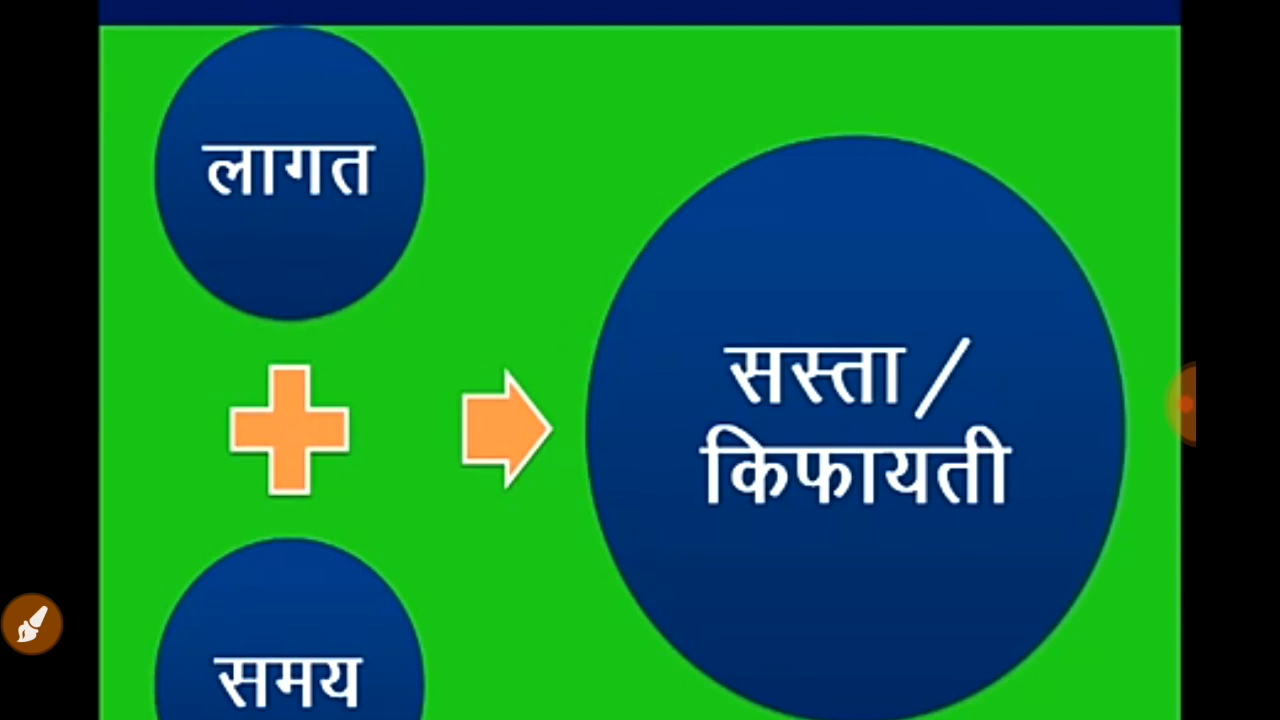 लागत
समय
सस्ता /
किफायती